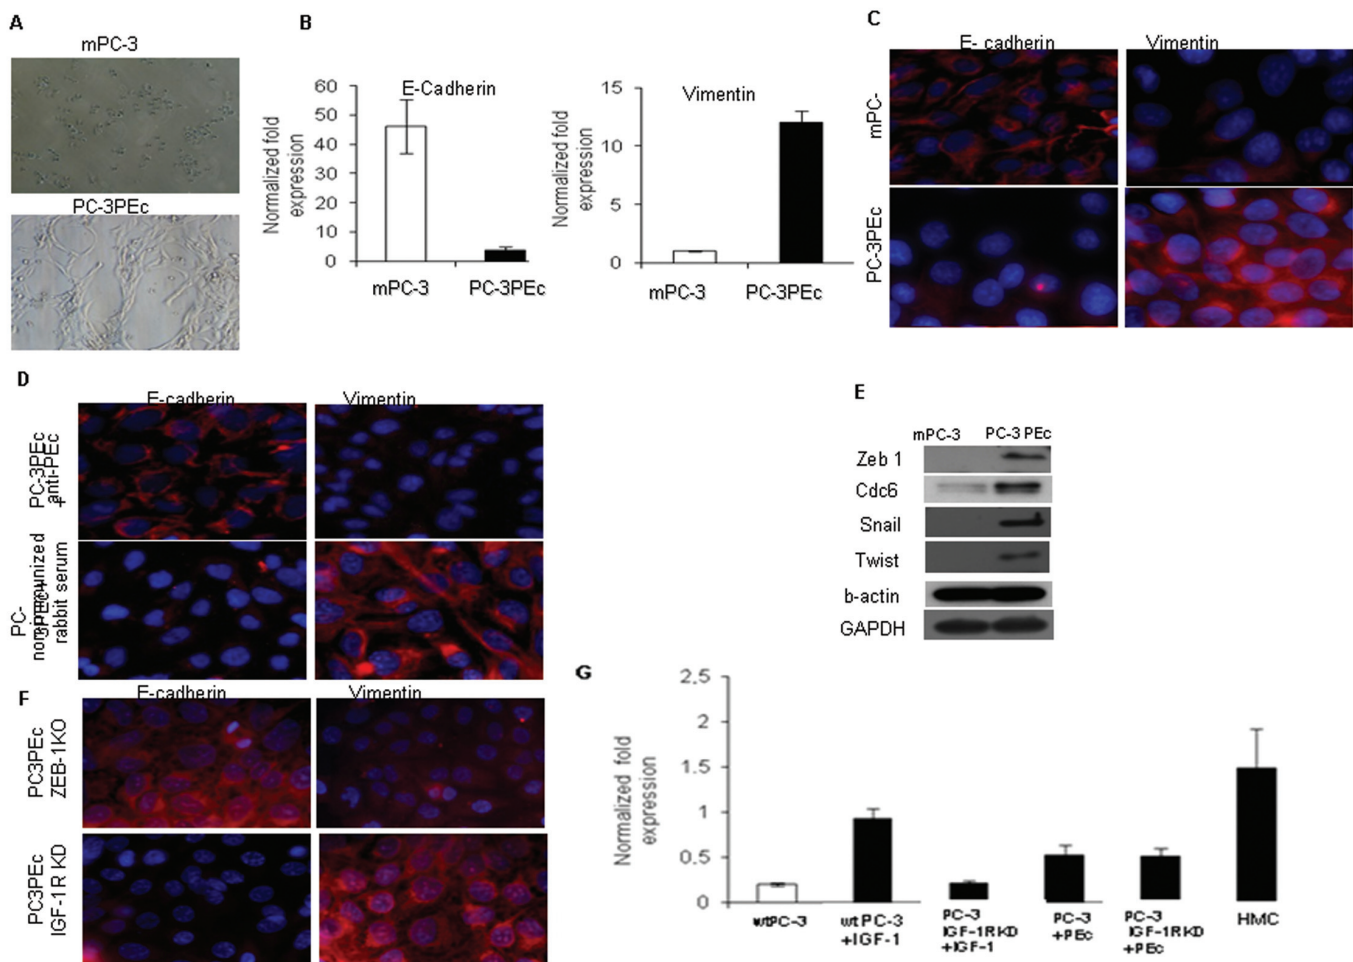 A
mPC-3
PC-3PEc
B
E-Cadherin
Normalized fold
expression
60
50
40
30
20
10
0
mPC-3
PC-3PEc
Vimentin
Normalized fold
expression
15
10
5
0
mPC-3
PC-3PEc
C
E- cadherin
Vimentin
mPC-
PC-3PEc
D
E-cadherin
Vimentin
PC-3PEc
+
anti-PEc
PC-
3PEC+
nonimmunized
rabbit serum
E
mPC-3
PC-3 PEc
Zeb 1
Cdc6
Snail
Twist
b-actin
GAPDH
F
E-cadherin
Vimentin
PC3PEc
ZEB-1KO
PC3PEc
IGF-1R KD
G
Normalized fold
expression
2.5
2
1.5
1
0.5
0
wtPC-3
wtPC-3
+IGF-1
PC-3
IGF-1RKD
+IGF-1
PC-3
+PEc
PC-3
IGF-1RKD
+PEc
HMC